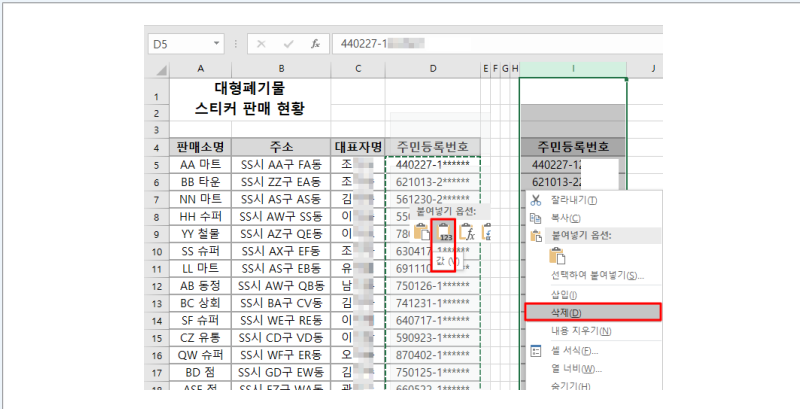 D5 fx 440227-1
A B C D E F G H I J
1 대형폐기물
스티커 판매 현황
2
3
4 판매소명 주소 대표자명 주민등록번호 주민등록번호
5 AA 마트 SS시 AA구 FA동 조 440227-1****** 440227-12
6 BB 타운 SS시 ZZ구 EA동 조 621013-2****** 621013-22
7 NN 마트 SS시 AS구 AS동 김 561230-2******
8 HH 수퍼 SS시 AW구 SS동 이
9 YY 철물 SS시 AZ구 QE동 이
10 SS 슈퍼 SS시 AX구 EF동 조 630417-1******
11 LL 마트 SS시 AS구 EB동 유 691110
12 AB 동정 SS시 AW구 QB동 남 750126-1******
13 BC 상회 SS시 BA구 CV동 김 741231-1******
14 SF 슈퍼 SS시 WE구 RE동 이 640717-1******
15 CZ 유통 SS시 CD구 VD동 이 590923-1******
16 QW 슈퍼 SS시 WF구 ER동 오 870402-1******
17 BD 점 SS시 GD구 EW동 김 750125-1******
붙여넣기 옵션:
123 fx
값 (V)
잘라내기(T)
복사(C)
붙여넣기 옵션:
선택하여 붙여넣기(S)...
삽입(I)
삭제(D)
내용 지우기(N)
셀 서식(F)...
열 너비(W)...
숨기기(H)